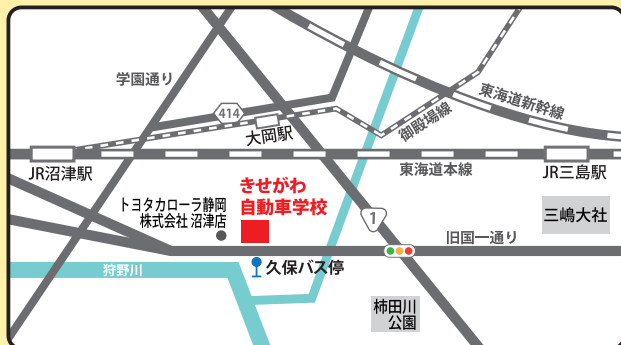 学園通り
414
大岡駅
御殿場線
東海道新幹線
JR沼津駅
東海道本線
JR三島駅
きせがわ
自動車学校
トヨタカローラ静岡
株式会社 沼津店
1
三嶋大社
旧国一通り
狩野川
久保バス停
柿田川
公園